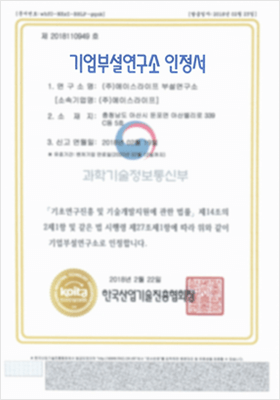 제 2018110949 호
기업부설연구소 인정서
1. 연 구 소 명: (주)에이스라이프 부설연구소
[소속기업명: (주)에이스라이프]
2. 소 재 지: 충청남도 아산시 둔포면 아산밸리로
3. 신고 연월일: 2018년
과학기술정보통신부
「기초연구진흥 및 기술개발지원에 관한 법률」제14조의
2제1항 및 같은 법 시행령 제27조제1항에 따라 위와 같이
기업부설연구소로 인정합니다.
2018년 2월 22일
koita
한국산업기술진흥협회장